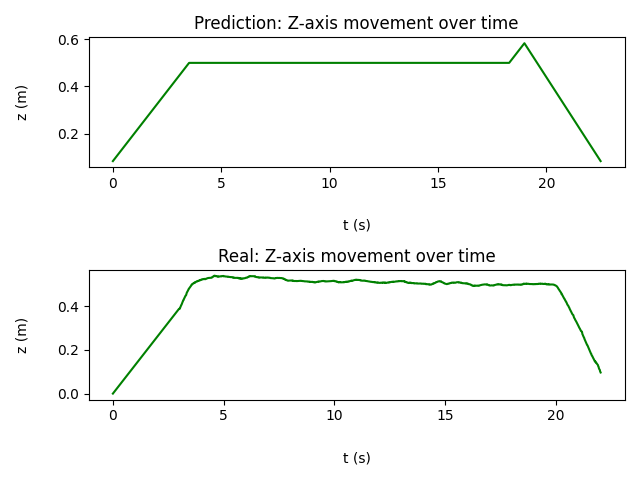 Prediction: Z-axis movement over time
0.6
0.4
0.2
z (m)
0 5 10 15 20
t (s)
Real: Z-axis movement over time
0.4
0.2
0.0
z (m)
0 5 10 15 20
t (s)